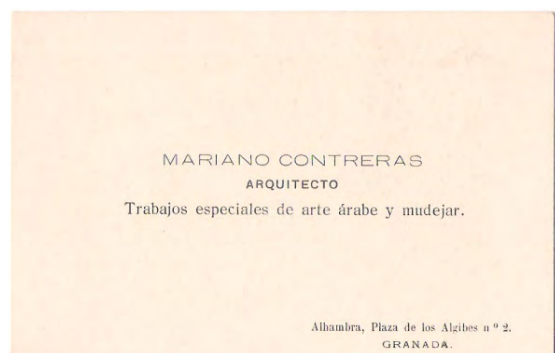 MARIANO CONTRERAS
ARQUITECTO
Trabajos especiales de arte árabe y mudejar.
Alhambra, Plaza de los Algibes n º 2.
GRANADA.